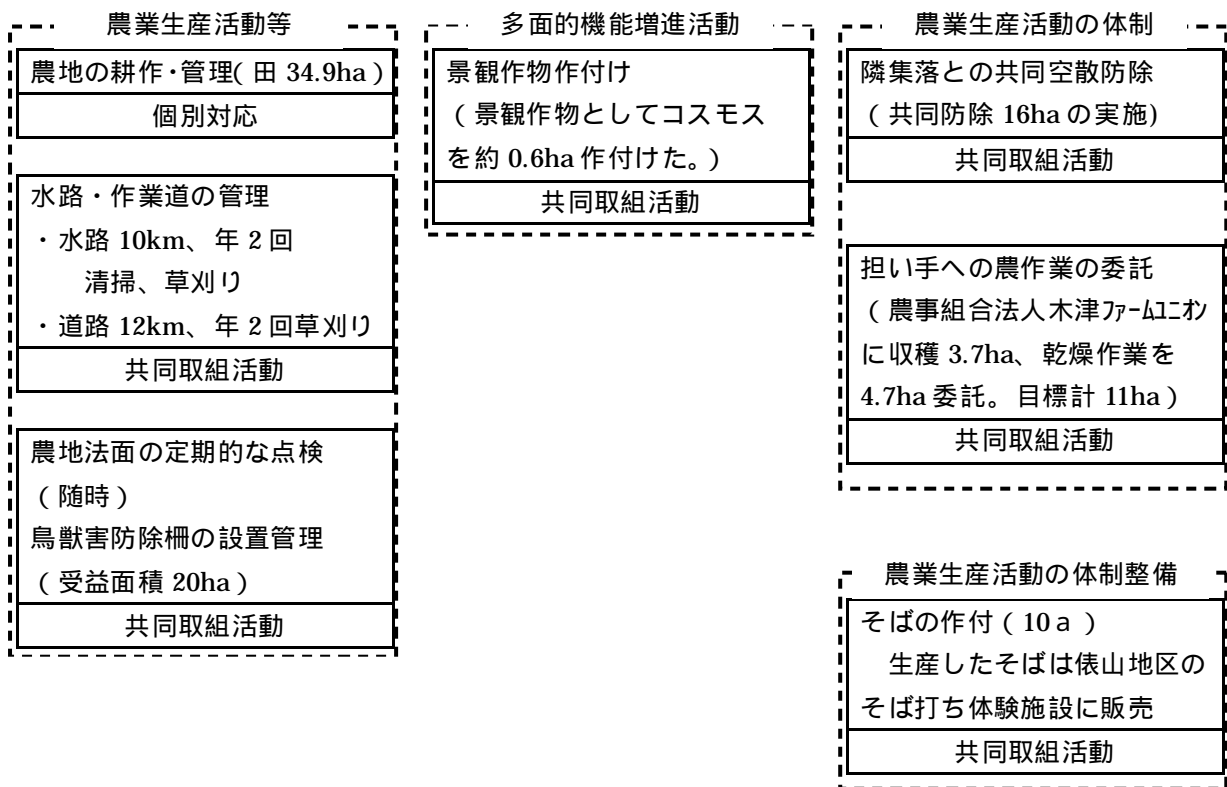 農業生産活動等
農地の耕作・管理(田 34.9ha)
個別対応
水路・作業道の管理
・水路 10km、年2回
清掃、草刈り
・道路 12km、年2回草刈り
共同取組活動
農地法面の定期的な点検
(随時)
鳥獣害防除柵の設置管理
(受益面積 20ha)
共同取組活動
多面的機能増進活動
景観作物作付け
(景観作物としてコスモス
を約 0.6ha 作付けた。)
共同取組活動
農業生産活動の体制
隣集落との共同空散防除
(共同防除 16ha の実施)
共同取組活動
担い手への農作業の委託
(農事組合法人木津ファームユニオン
に収穫 3.7ha、乾燥作業を
4.7ha 委託。目標計 11ha)
共同取組活動
農業生産活動の体制整備
そばの作付(10a)
生産したそばは俵山地区の
そば打ち体験施設に販売
共同取組活動